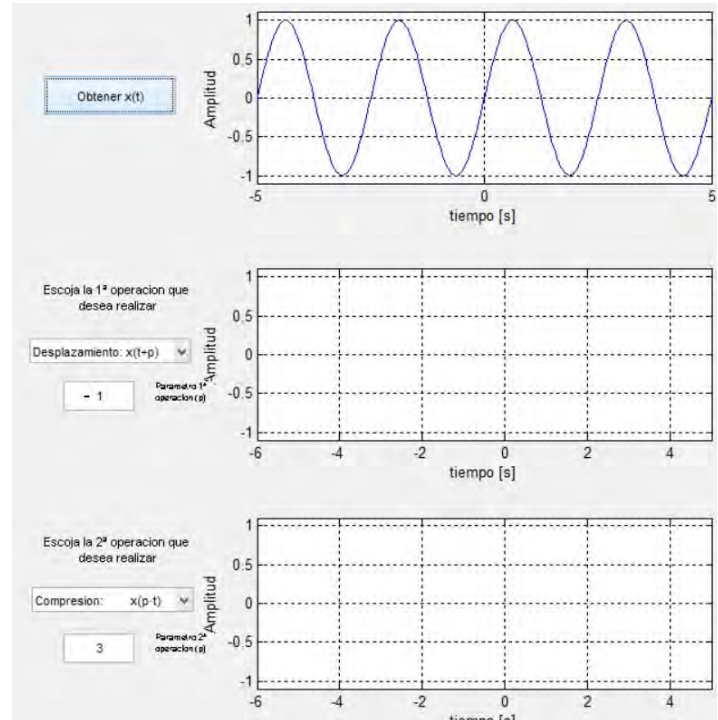 Obtener x(t)
Amplitud
1
0.5
0
-0.5
-1
-5
0
5
tiempo [s]
Escoja la 1ª operacion que
desea realizar
Desplazamiento: x(t+p)
- 1
Parametro 1ª
operacion (p)
Amplitud
1
0.5
0
-0.5
-1
-6
-4
-2
0
2
4
tiempo [s]
Escoja la 2ª operacion que
desea realizar
Compresion: x(p·t)
3
Parametro 2ª
operacion (p)
Amplitud
1
0.5
0
-0.5
-1
-6
-4
-2
0
2
4
tiempo [s]